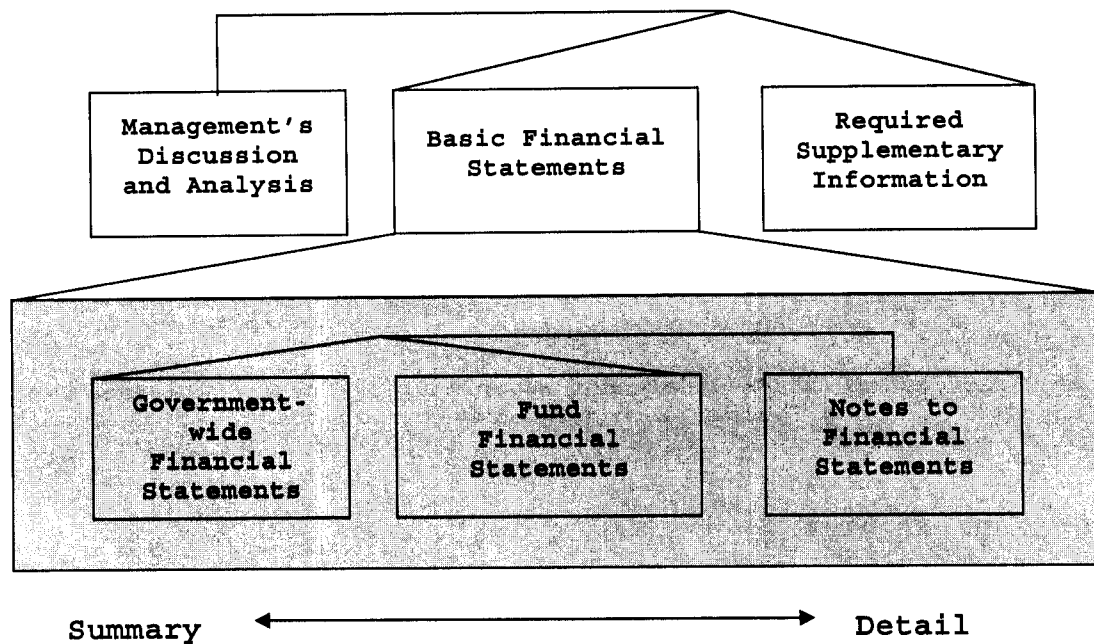 Management's
Discussion
and Analysis
Basic Financial
Statements
Required
Supplementary
Information
Government-
wide
Financial
Statements
Fund
Financial
Statements
Notes to
Financial
Statements
Summary
Detail